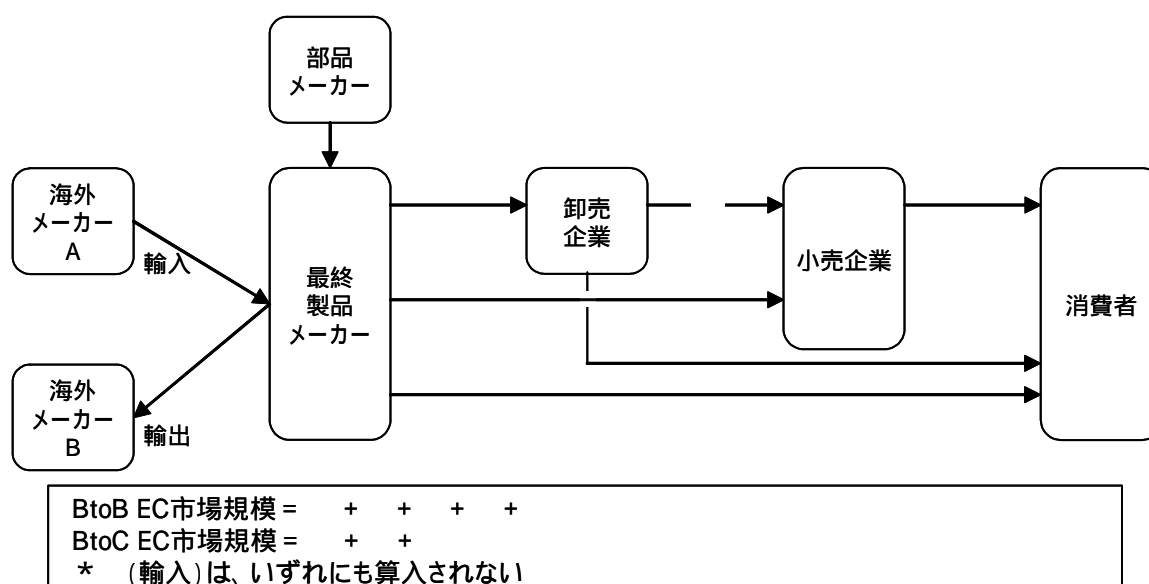 部品
メーカー
海外
メーカー
A
輸入
最終
製品
メーカー
卸売
企業
小売企業
消費者
海外
メーカー
B
輸出
BtoB EC市場規模 = + + + +
BtoC EC市場規模 = + +
* (輸入)は、いずれにも算入されない